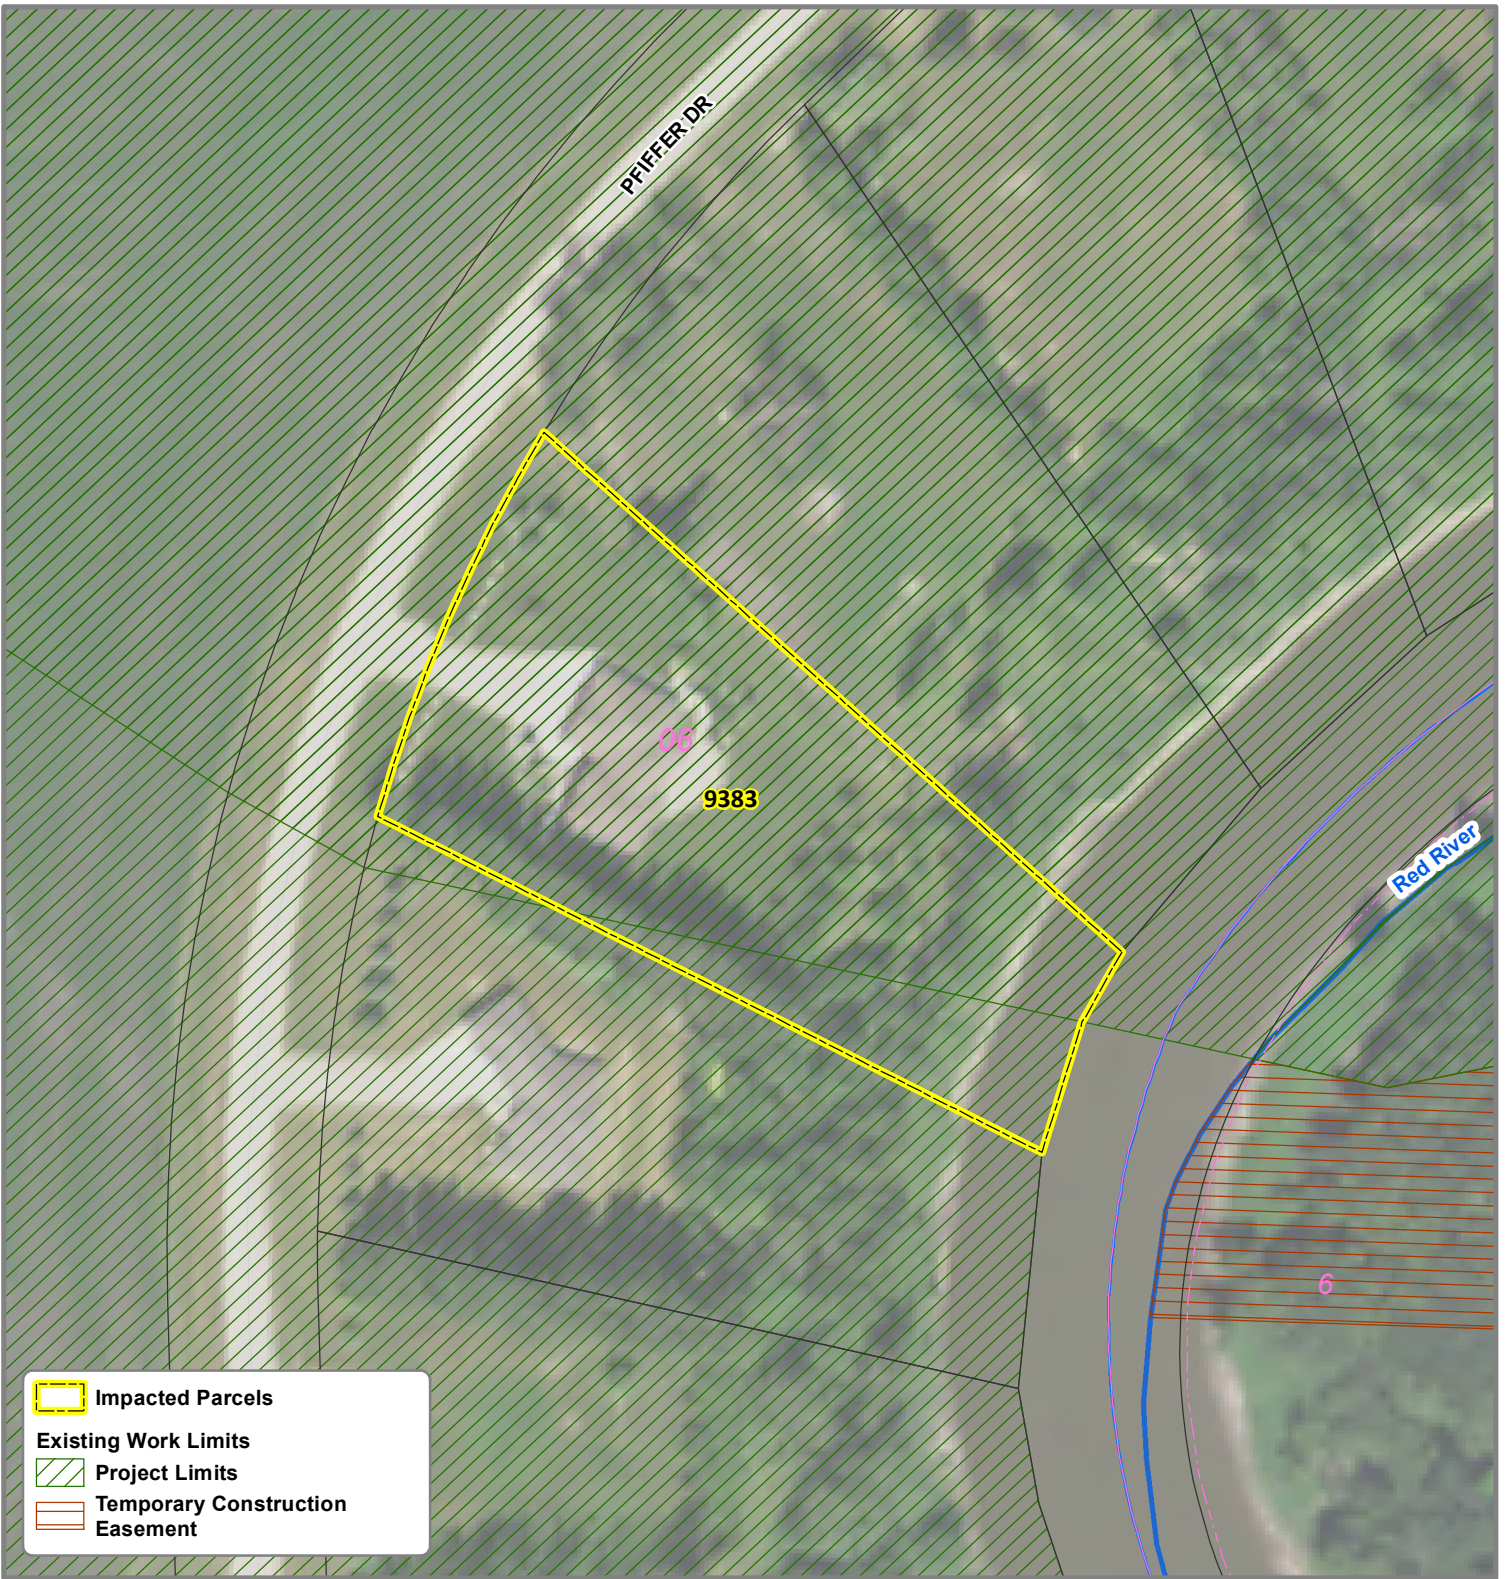 PFIFFER DR
06
9383
Red River
6
Impacted Parcels
Existing Work Limits
Project Limits
Temporary Construction
Easement